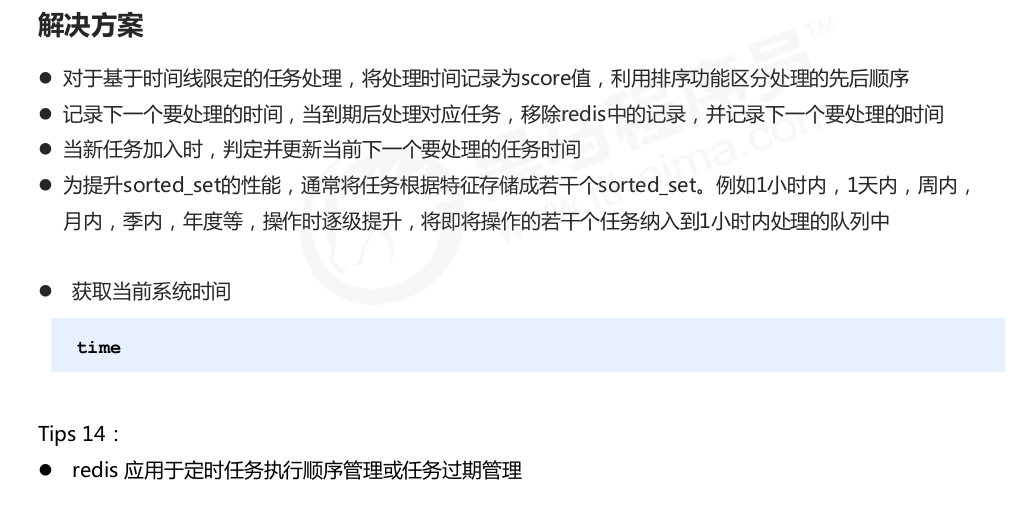 解决方案
● 对于基于时间线限定的任务处理，将处理时间记录为score值，利用排序功能区分处理的先后顺序
● 记录下一个要处理的时间，当到期后处理对应任务，移除redis中的记录，并记录下一个要处理的时间
● 当新任务加入时，判定并更新当前下一个要处理的任务时间
● 为提升sorted_set的性能，通常将任务根据特征存储成若干个sorted_set。例如1小时内，1天内，周内，
月内，季内，年度等，操作时逐级提升，将即将操作的若干个任务纳入到1小时内处理的队列中
● 获取当前系统时间
time
Tips 14：
● redis 应用于定时任务执行顺序管理或任务过期管理
黑马程序员™
www.itheima.com